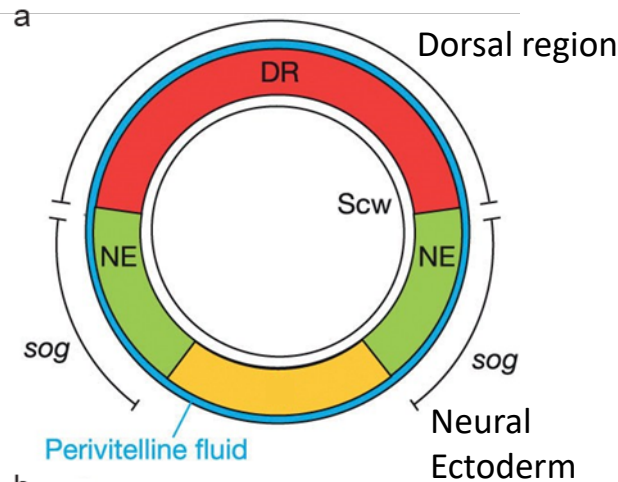 a
Dorsal region
DR
Scw
NE
NE
sog
sog
Perivitelline fluid
Neural
Ectoderm